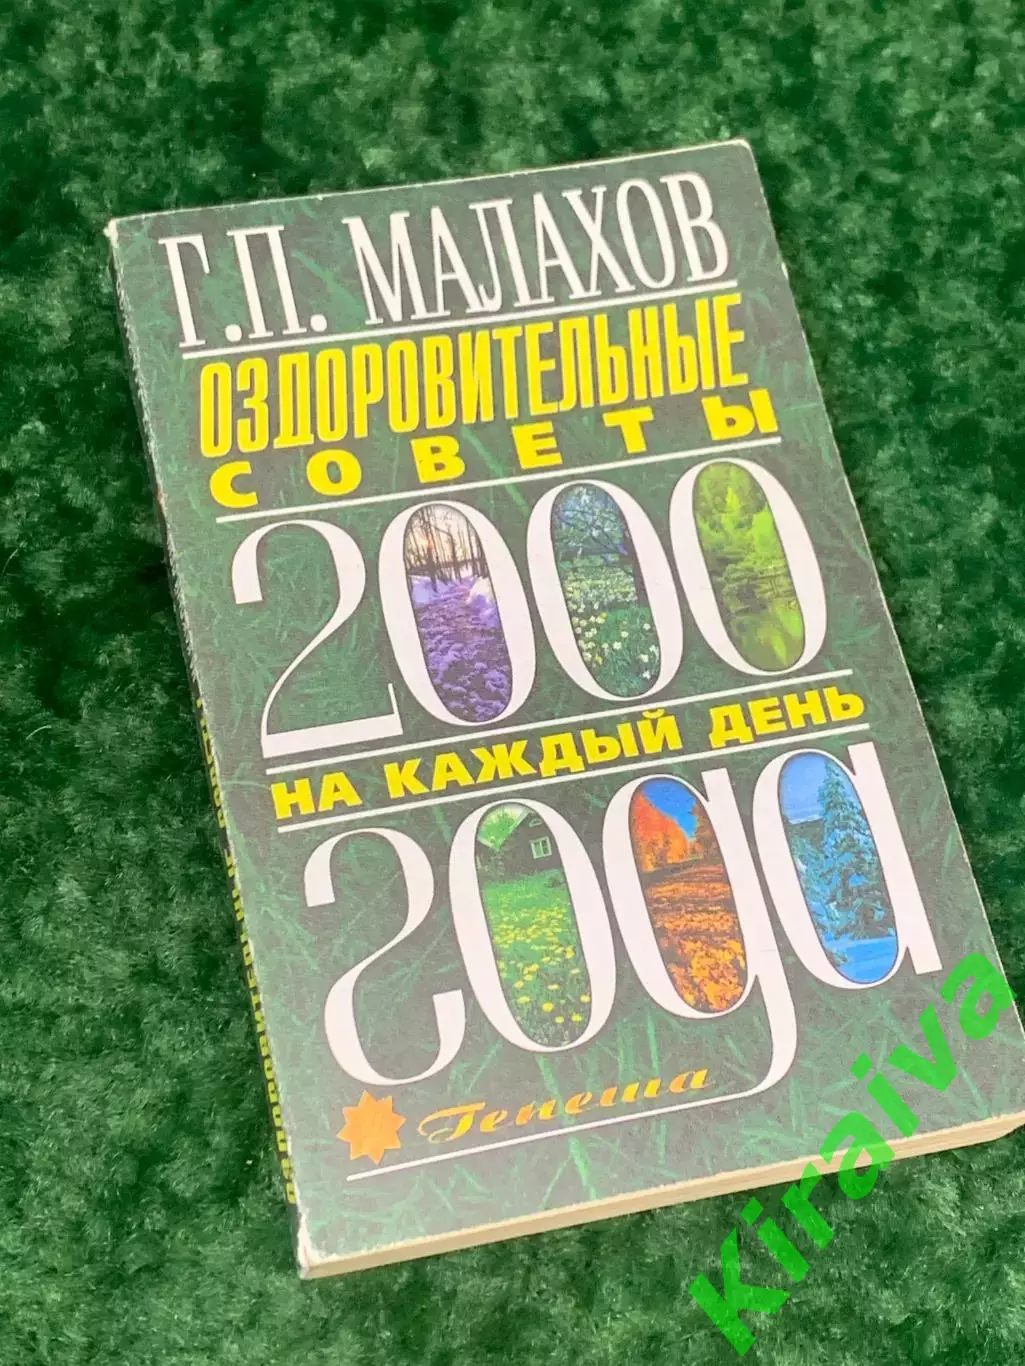 Г.П. МАЛАХОВ
ОЗДОРОВИТЕЛЬНЫЕ
СОВЕТЫ
2000
НА КАЖДЫЙ ДЕНЬ
года
Генеша
Kiraiva